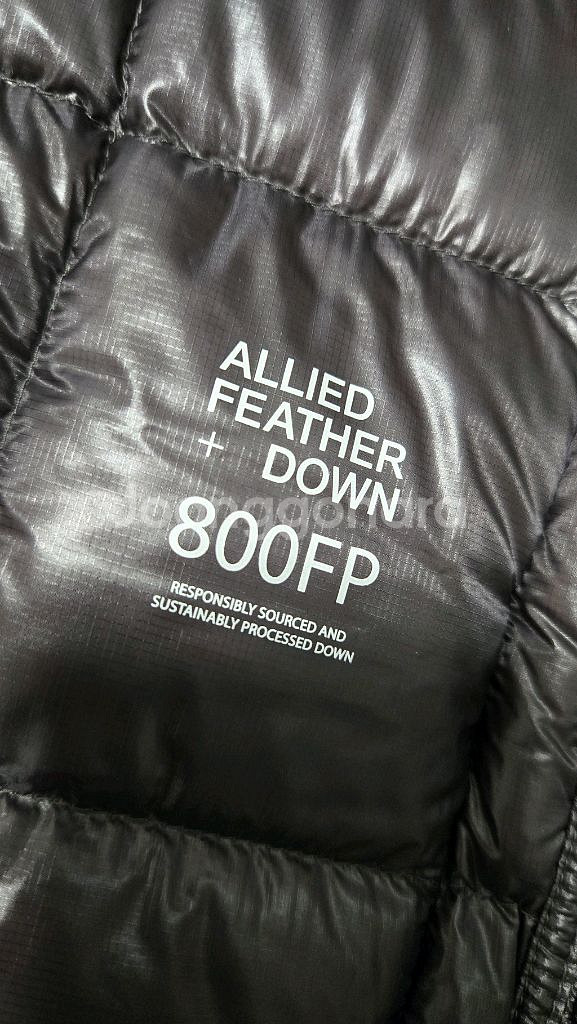 ALLIED
FEATHER
+ DOWN
800FP
RESPONSIBLY SOURCED AND
SUSTAINABLY PROCESSED DOWN